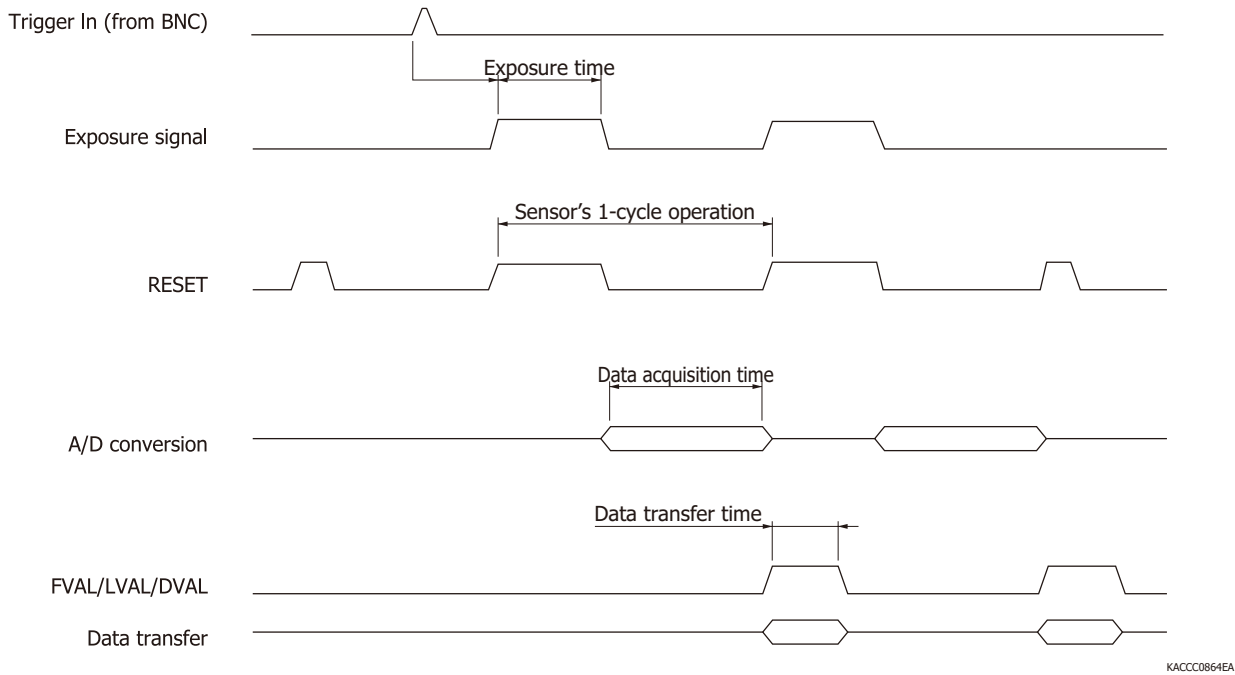 Trigger In (from BNC)
Exposure time
Exposure signal
Sensor’s 1-cycle operation
RESET
Data acquisition time
A/D conversion
Data transfer time
FVAL/LVAL/DVAL
Data transfer
KACCC0864EA